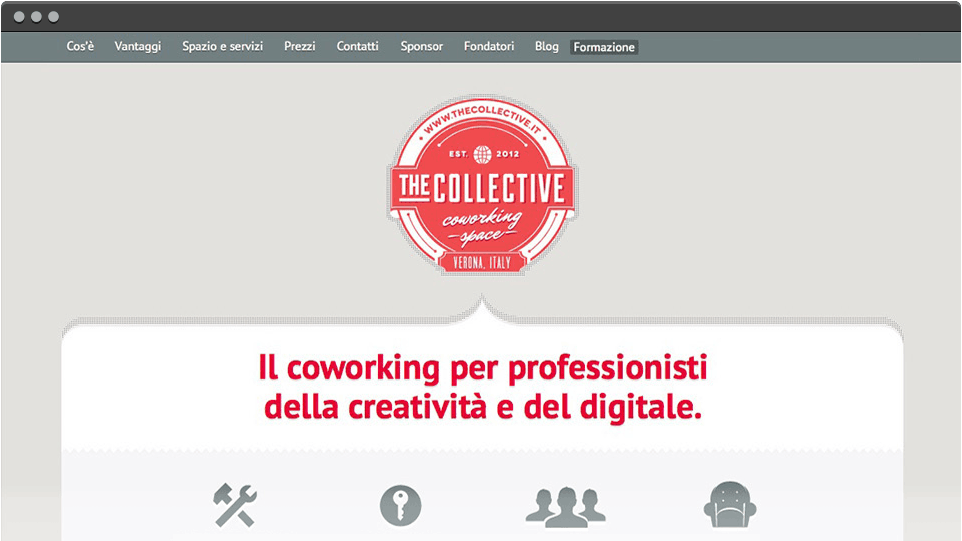 Cos'è Vantaggi Spazio e servizi Prezzi Contatti Sponsor Fondatori Blog Formazione
WWW.THECOLLECTIVE.IT
EST. 2012
THE COLLECTIVE
coworking
space
VERONA, ITALY
Il coworking per professionisti
della creatività e del digitale.